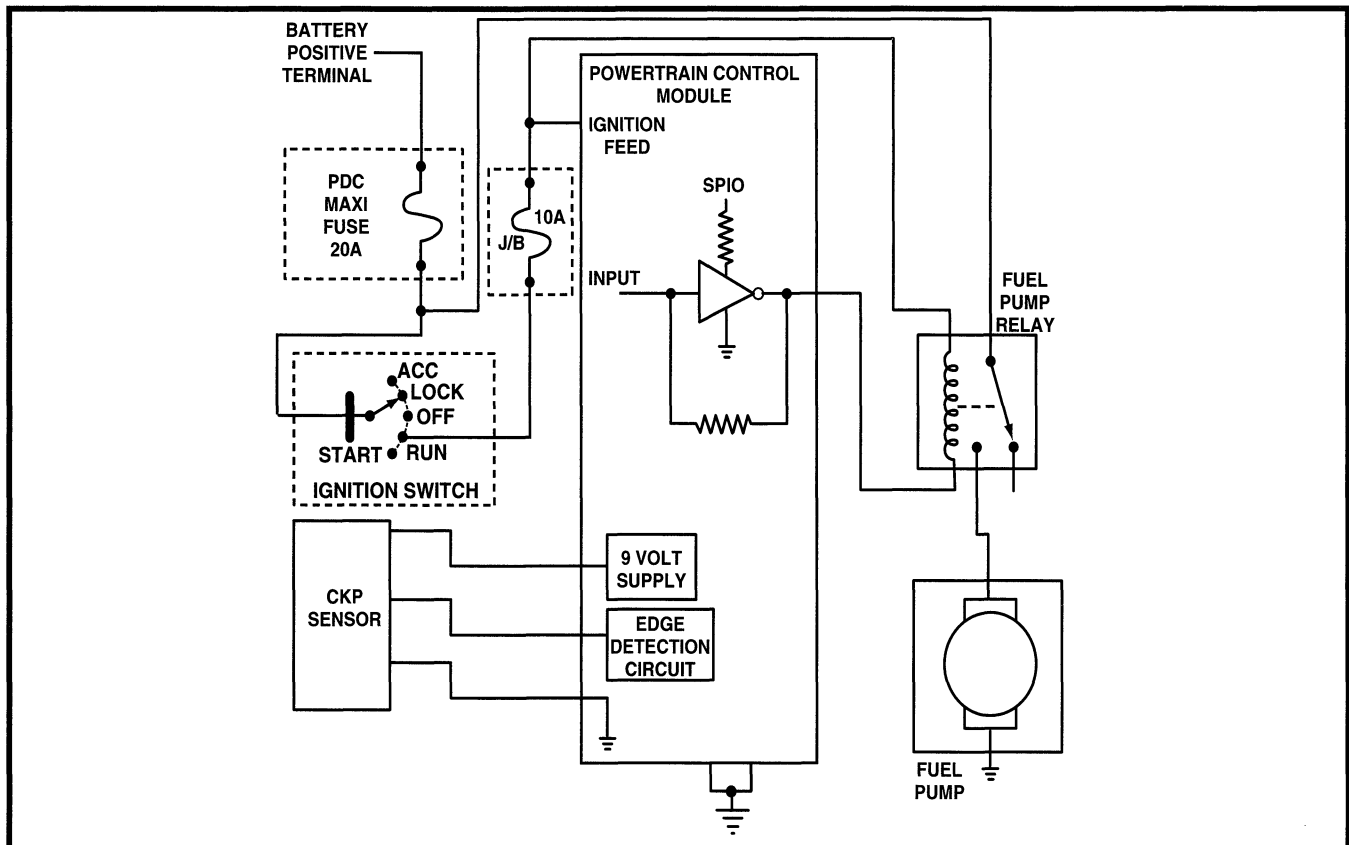 BATTERY
POSITIVE
TERMINAL
POWERTRAIN CONTROL
MODULE
IGNITION
FEED
PDC
MAXI
FUSE
20A
10A
J/B
SPIO
INPUT
FUEL
PUMP
RELAY
ACC
LOCK
OFF
RUN
START
IGNITION SWITCH
CKP
SENSOR
9 VOLT
SUPPLY
EDGE
DETECTION
CIRCUIT
FUEL
PUMP